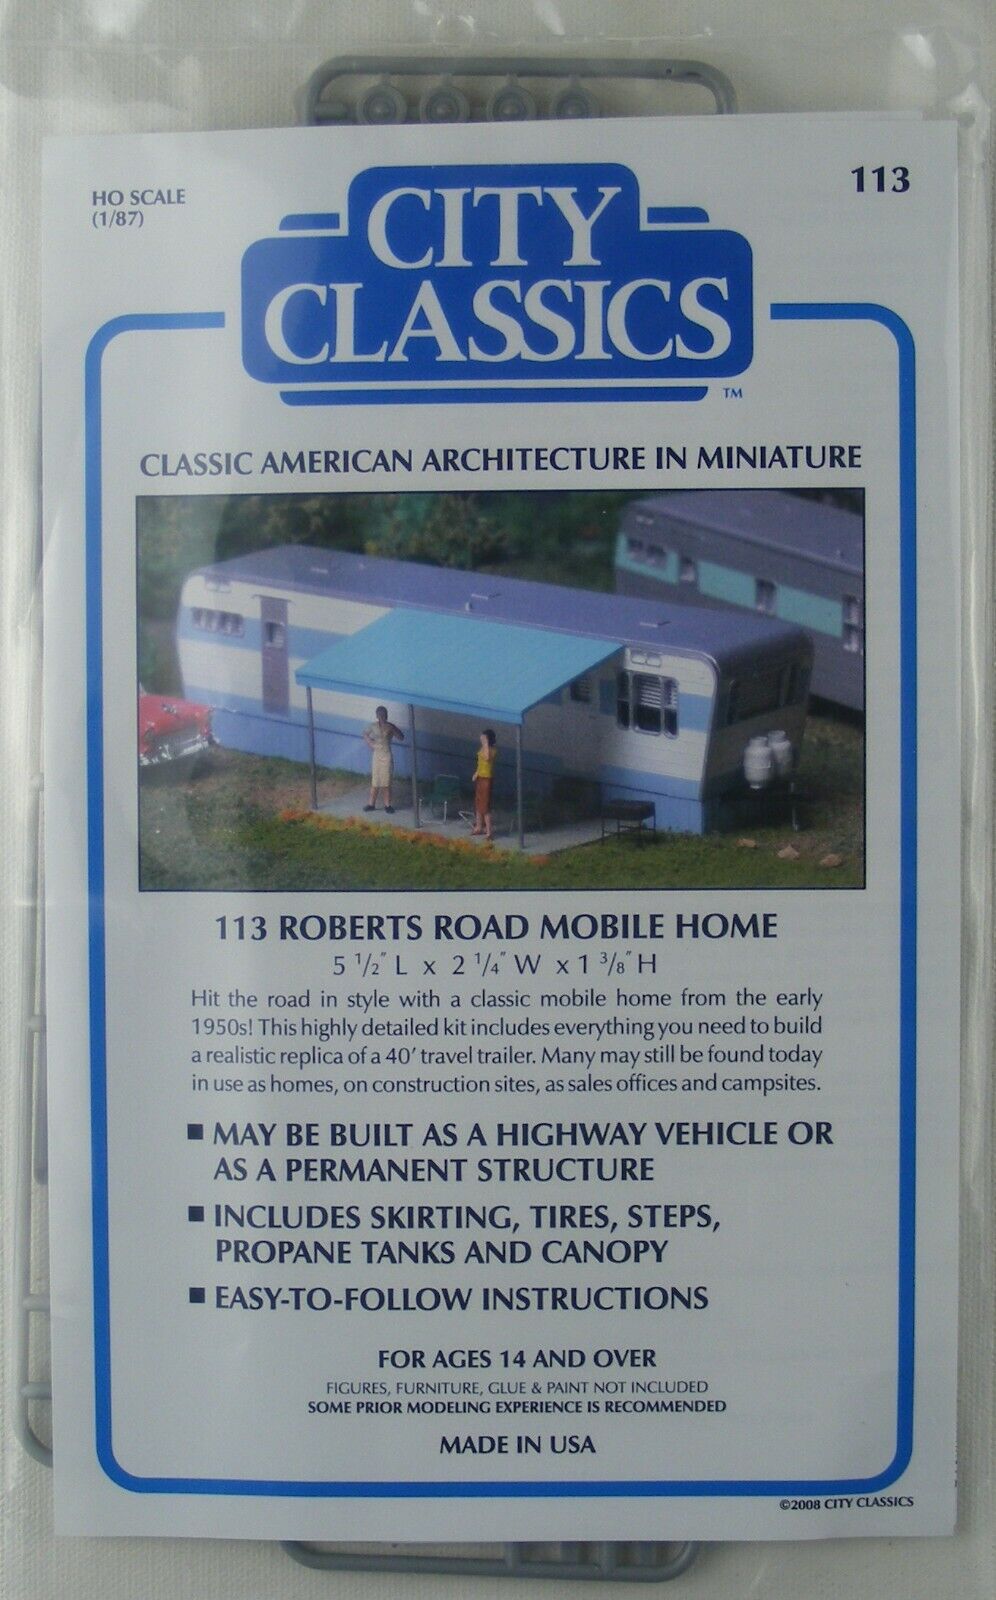 HO SCALE
(1/87)
113
CITY
CLASSICS
™
CLASSIC AMERICAN ARCHITECTURE IN MINIATURE
113 ROBERTS ROAD MOBILE HOME
5 1/2" L x 2 1/4" W x 1 3/8" H
Hit the road in style with a classic mobile home from the early
1950s! This highly detailed kit includes everything you need to build
a realistic replica of a 40' travel trailer. Many may still be found today
in use as homes, on construction sites, as sales offices and campsites.
■ MAY BE BUILT AS A HIGHWAY VEHICLE OR
AS A PERMANENT STRUCTURE
■ INCLUDES SKIRTING, TIRES, STEPS,
PROPANE TANKS AND CANOPY
■ EASY-TO-FOLLOW INSTRUCTIONS
FOR AGES 14 AND OVER
FIGURES, FURNITURE, GLUE & PAINT NOT INCLUDED
SOME PRIOR MODELING EXPERIENCE IS RECOMMENDED
MADE IN USA
©2008 CITY CLASSICS